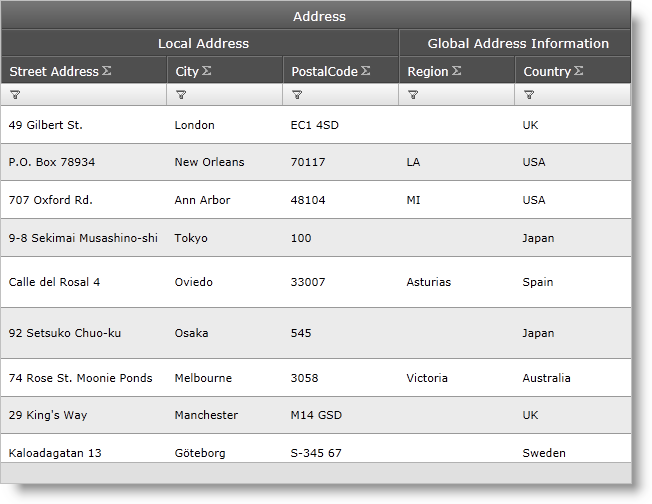 Address
Local Address Global Address Information
Street Address Σ City Σ PostalCode Σ Region Σ Country Σ
49 Gilbert St. London EC1 4SD UK
P.O. Box 78934 New Orleans 70117 LA USA
707 Oxford Rd. Ann Arbor 48104 MI USA
9-8 Sekimai Musashino-shi Tokyo 100 Japan
Calle del Rosal 4 Oviedo 33007 Asturias Spain
92 Setsuko Chuo-ku Osaka 545 Japan
74 Rose St. Moonie Ponds Melbourne 3058 Victoria Australia
29 King's Way Manchester M14 GSD UK
Kaloadagatan 13 Göteborg S-345 67 Sweden